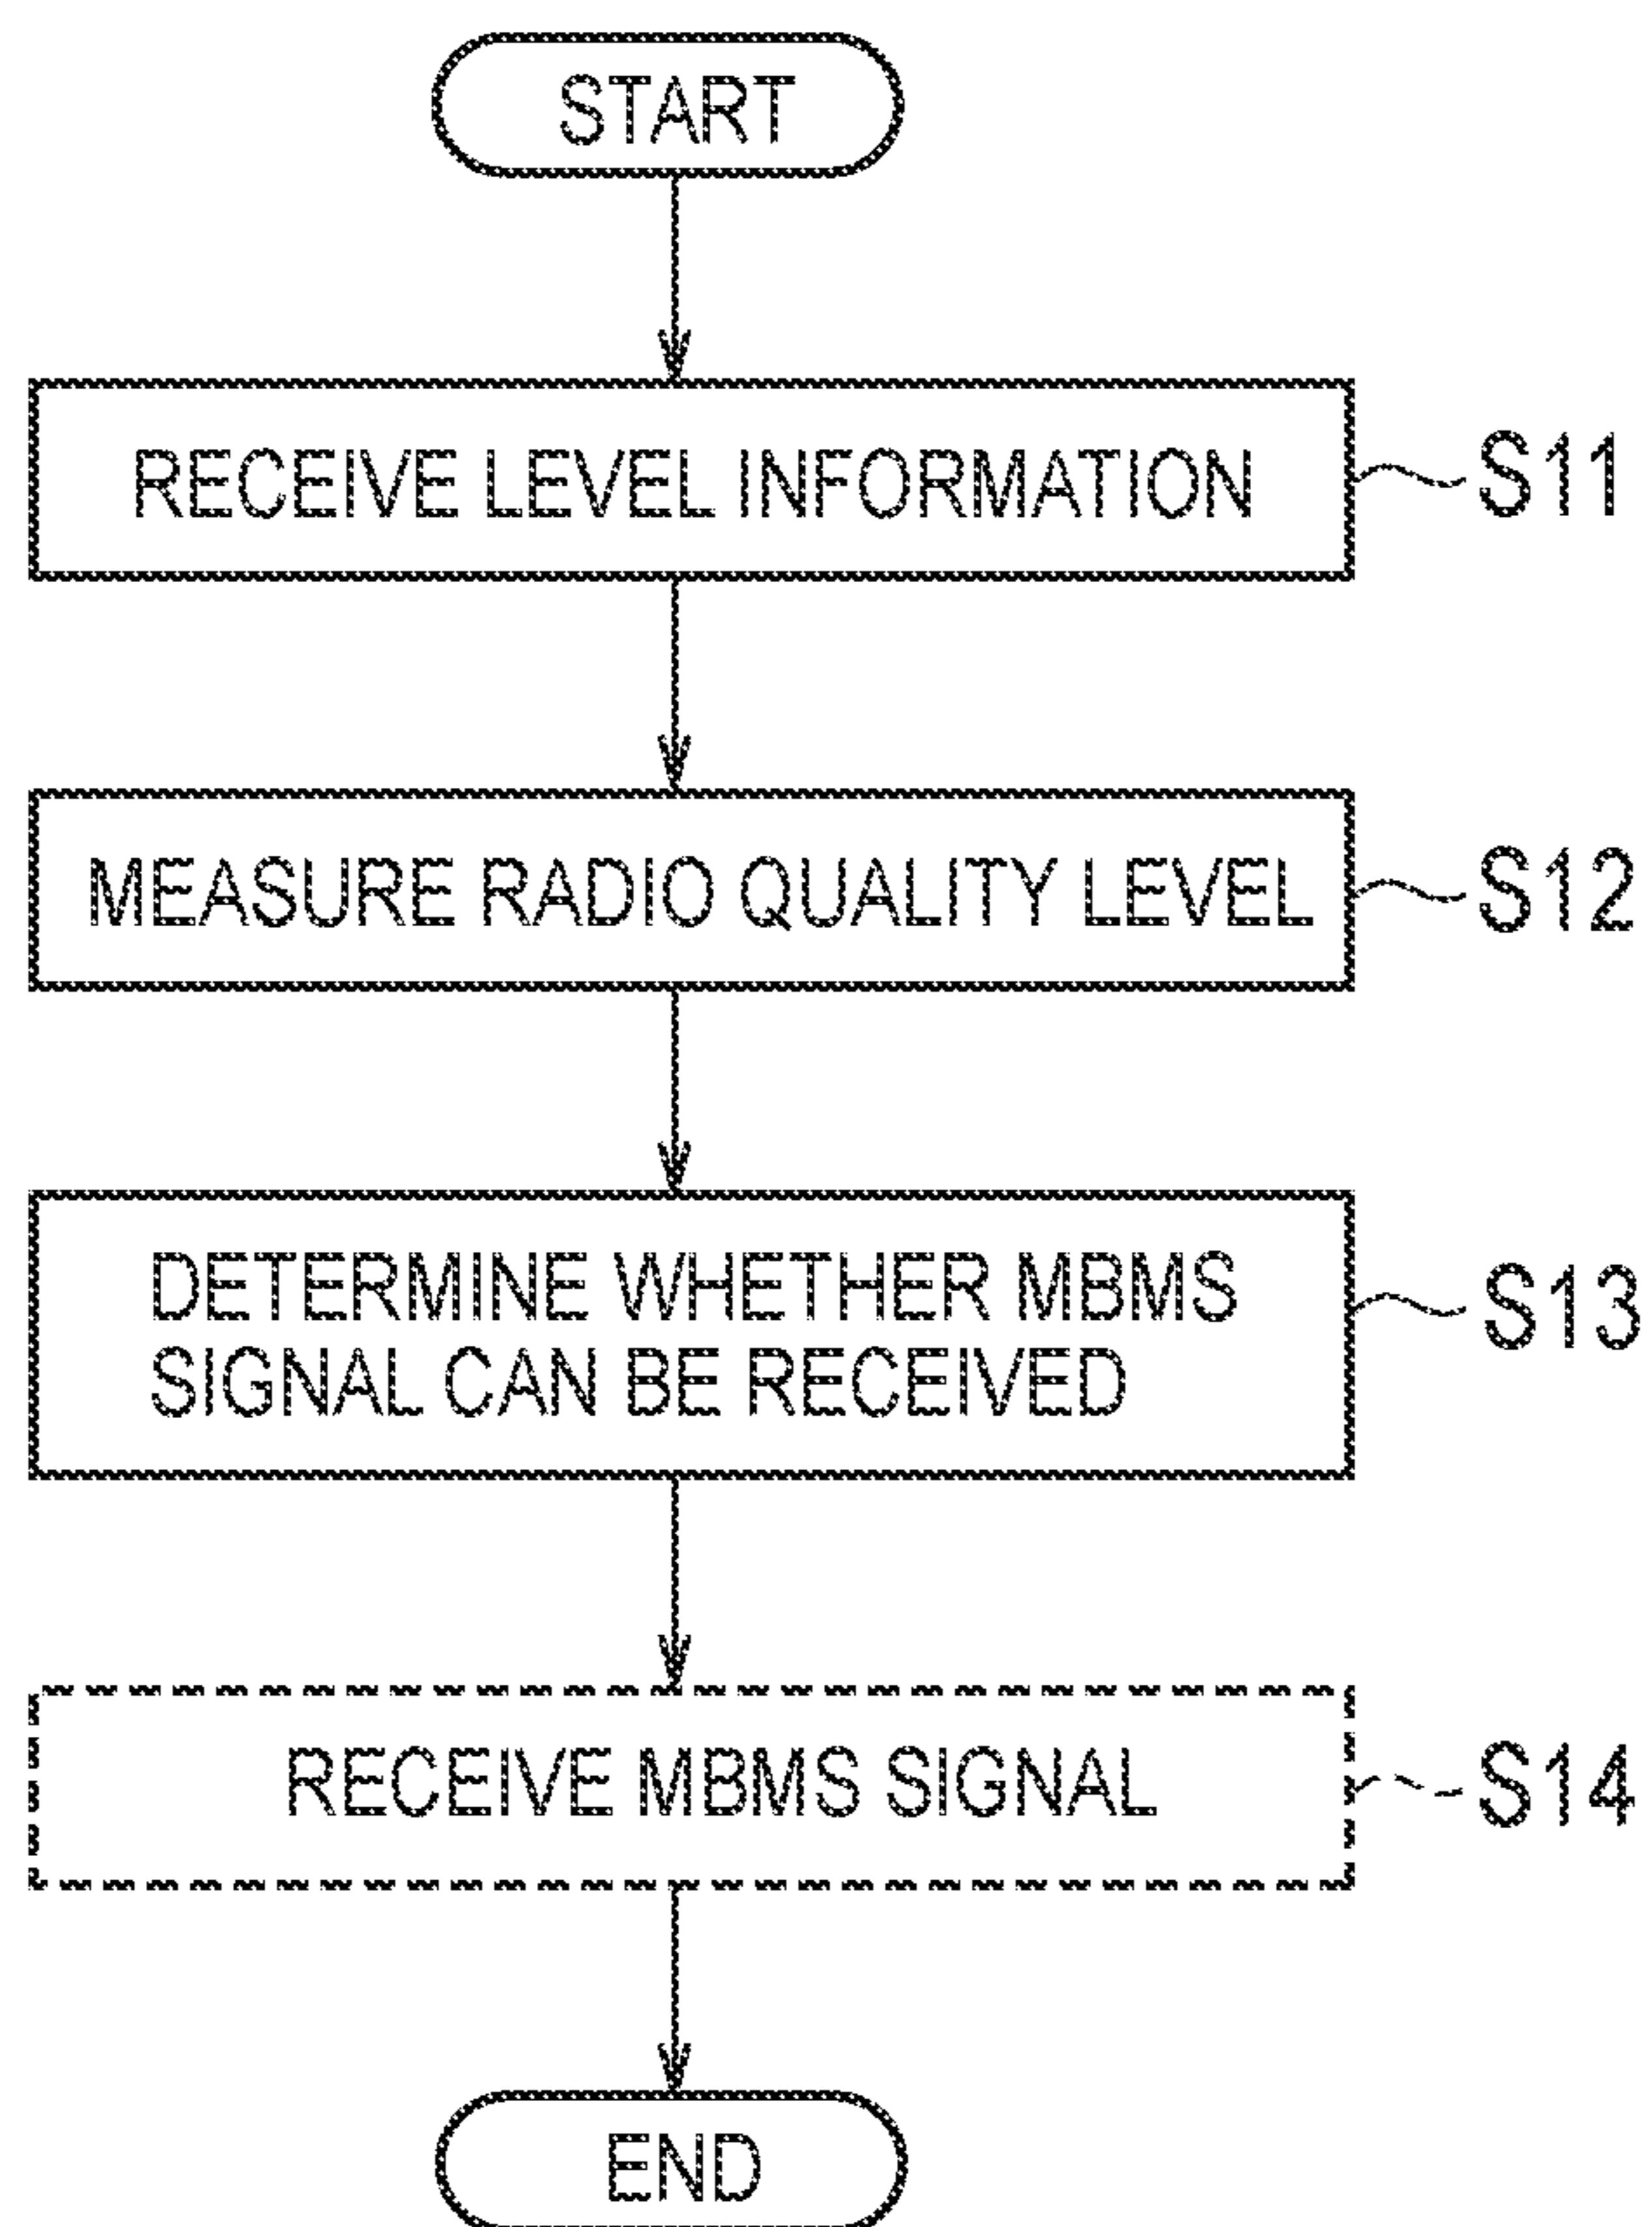 START
RECEIVE LEVEL INFORMATION
S11
MEASURE RADIO QUALITY LEVEL
S12
DETERMINE WHETHER MBMS
SIGNAL CAN BE RECEIVED
S13
RECEIVE MBMS SIGNAL
S14
END